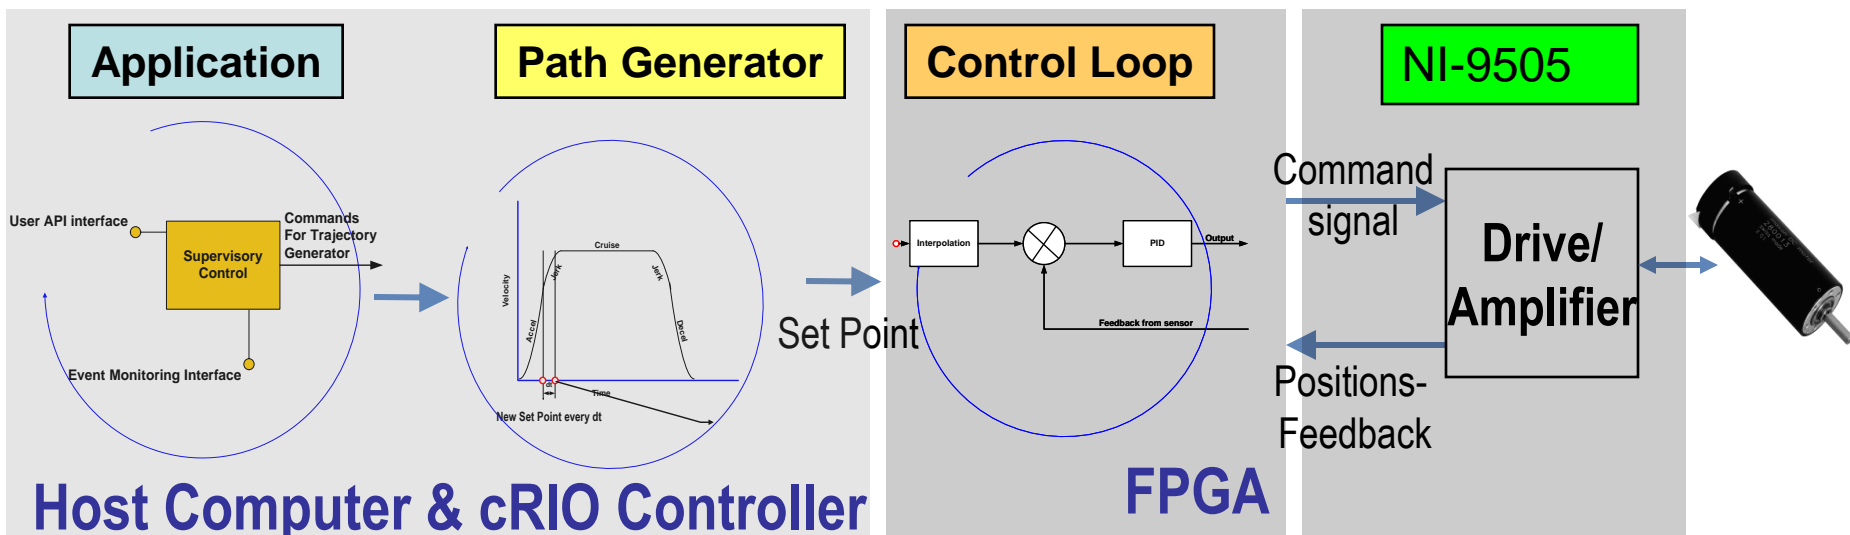 Application
Path Generator
Control Loop
NI-9505
User API interface
Supervisory
Control
Commands
For Trajectory
Generator
Event Monitoring Interface
Velocity
Accel
Jerk
Cruise
Jerk
Decel
dt
Time
New Set Point every dt
Set Point
Interpolation
PID
Output
Feedback from sensor
Command
signal
Drive/
Amplifier
Positions-
Feedback
Host Computer & cRIO Controller
FPGA